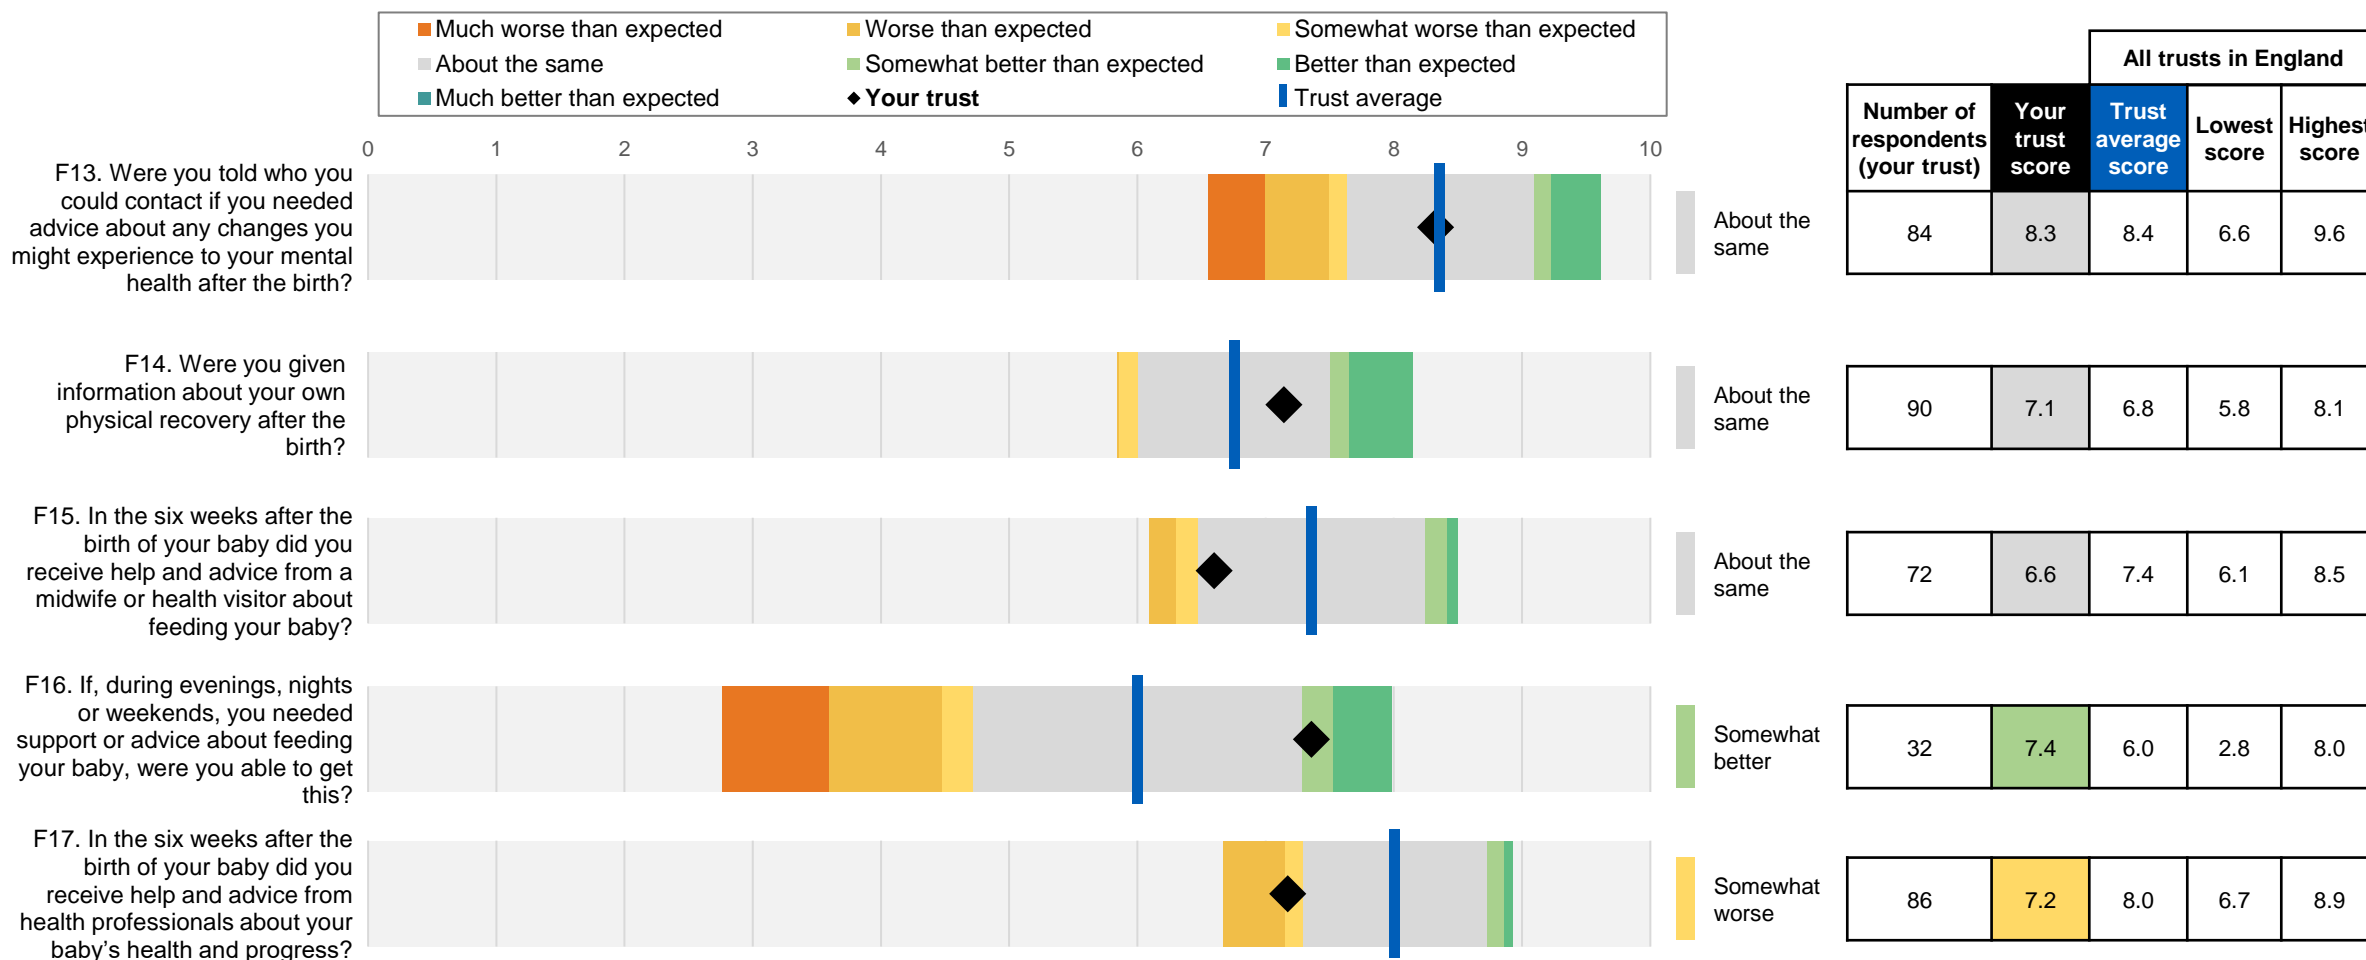 Much worse than expected
Worse than expected
Somewhat worse than expected
About the same
Somewhat better than expected
Better than expected
Much better than expected
Your trust
Trust average
All trusts in England
Number of respondents (your trust)
Your trust score
Trust average score
Lowest score
Highest score
0 1 2 3 4 5 6 7 8 9 10
F13. Were you told who you
could contact if you needed
advice about any changes you
might experience to your mental
health after the birth?
About the
same
84 8.3 8.4 6.6 9.6
F14. Were you given
information about your own
physical recovery after the
birth?
About the
same
90 7.1 6.8 5.8 8.1
F15. In the six weeks after the
birth of your baby did you
receive help and advice from a
midwife or health visitor about
feeding your baby?
About the
same
72 6.6 7.4 6.1 8.5
F16. If, during evenings, nights
or weekends, you needed
support or advice about feeding
your baby, were you able to get
this?
Somewhat
better
32 7.4 6.0 2.8 8.0
F17. In the six weeks after the
birth of your baby did you
receive help and advice from
health professionals about your
baby’s health and progress?
Somewhat
worse
86 7.2 8.0 6.7 8.9